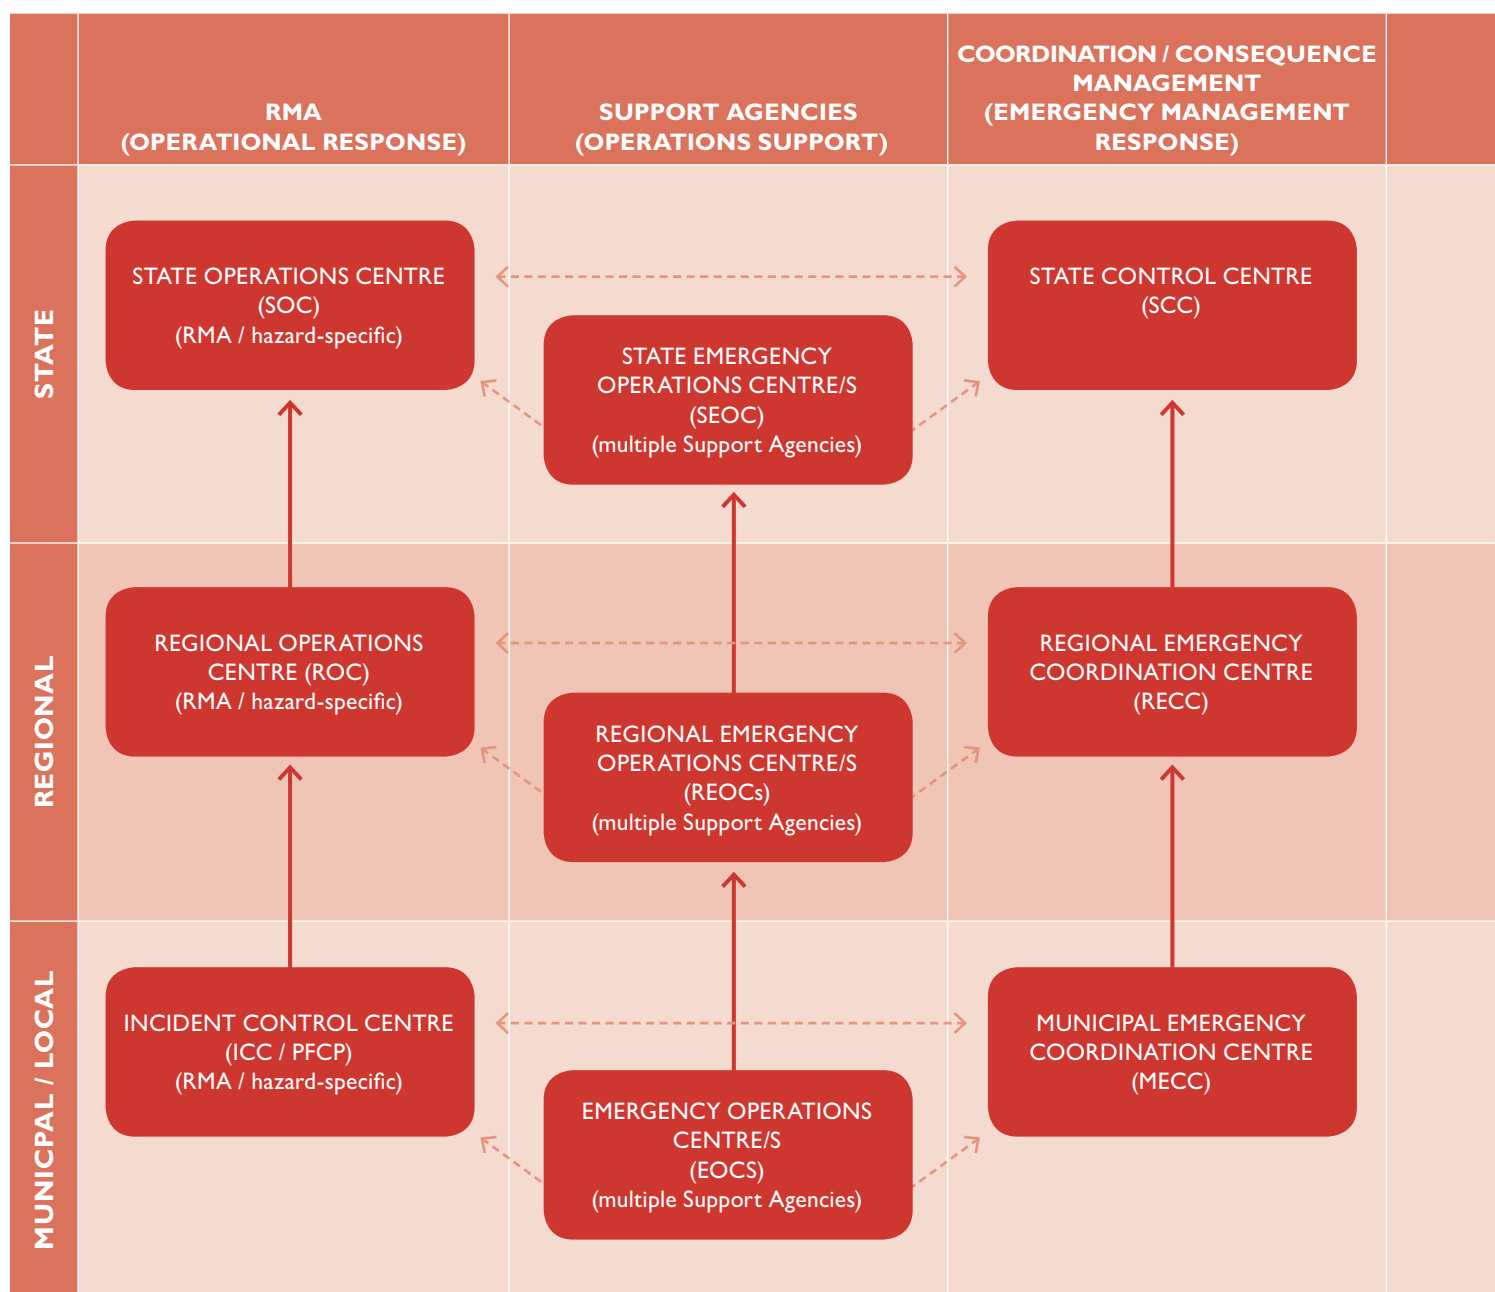 RMA
(OPERATIONAL RESPONSE)
SUPPORT AGENCIES
(OPERATIONS SUPPORT)
COORDINATION / CONSEQUENCE
MANAGEMENT
(EMERGENCY MANAGEMENT
RESPONSE)
STATE
STATE OPERATIONS CENTRE
(SOC)
(RMA / hazard-specific)
STATE EMERGENCY
OPERATIONS CENTRE/S
(SEOC)
(multiple Support Agencies)
STATE CONTROL CENTRE
(SCC)
REGIONAL
REGIONAL OPERATIONS
CENTRE (ROC)
(RMA / hazard-specific)
REGIONAL EMERGENCY
OPERATIONS CENTRE/S
(REOCs)
(multiple Support Agencies)
REGIONAL EMERGENCY
COORDINATION CENTRE
(RECC)
MUNICPAL / LOCAL
INCIDENT CONTROL CENTRE
(ICC / PFCP)
(RMA / hazard-specific)
EMERGENCY OPERATIONS
CENTRE/S
(EOCS)
(multiple Support Agencies)
MUNICIPAL EMERGENCY
COORDINATION CENTRE
(MECC)